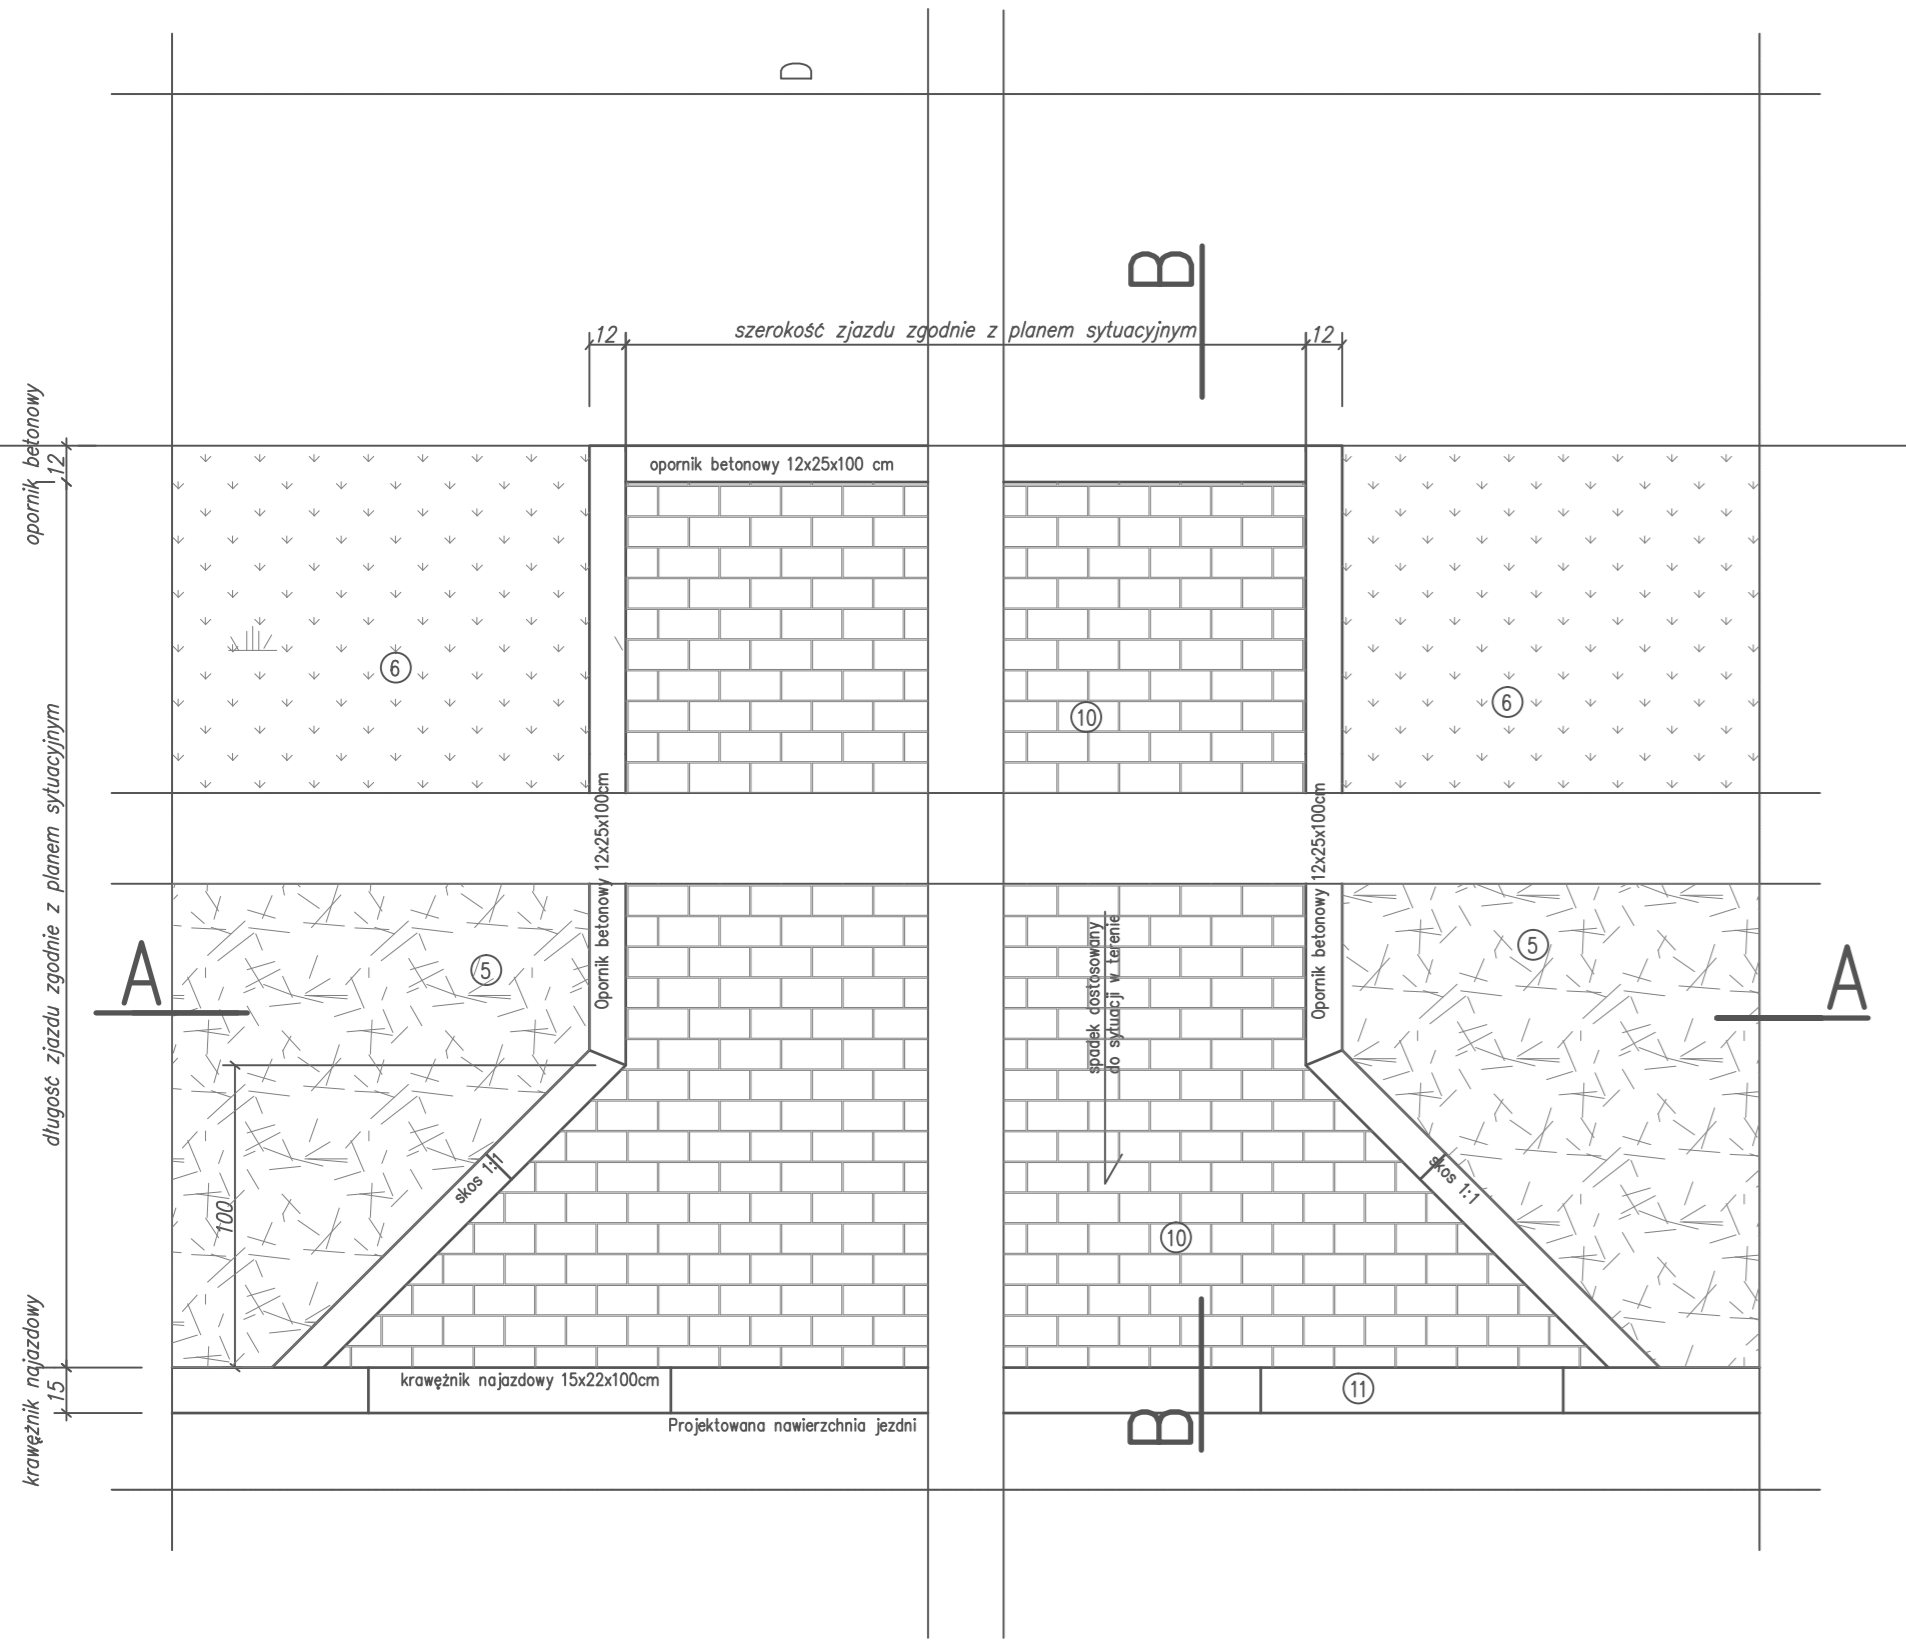 D
B
12
szerokość zjazdu zgodnie z planem sytuacyjnym
12
opornik betonowy
12
opornik betonowy 12x25x100 cm
6
10
6
długość zjazdu zgodnie z planem sytuacyjnym
Opornik betonowy 12x25x100cm
Opornik betonowy 12x25x100cm
5
spadek dostosowany
do sytuacji w terenie
5
A
A
skos 1:1
skos 1:1
100
10
krawężnik najazdowy
15
krawężnik najazdowy 15x22x100cm
11
Projektowana nawierzchnia jezdni
B